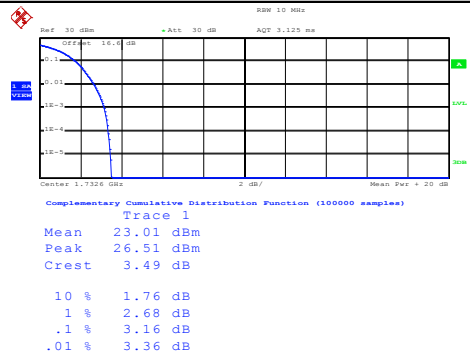 RBW 10 MHz
Ref 30 dBm Att 30 dB AQT 3.125 ms
Offset 16.6 dB
0.1
0.01
1E-3
1E-4
1E-5
1 SA
VIEW
A
LVL
3DB
Center 1.7326 GHz 2 dB/ Mean Pwr + 20 dB
Complementary Cumulative Distribution Function (100000 samples)
Trace 1
Mean 23.01 dBm
Peak 26.51 dBm
Crest 3.49 dB
10 % 1.76 dB
1 % 2.68 dB
.1 % 3.16 dB
.01 % 3.36 dB